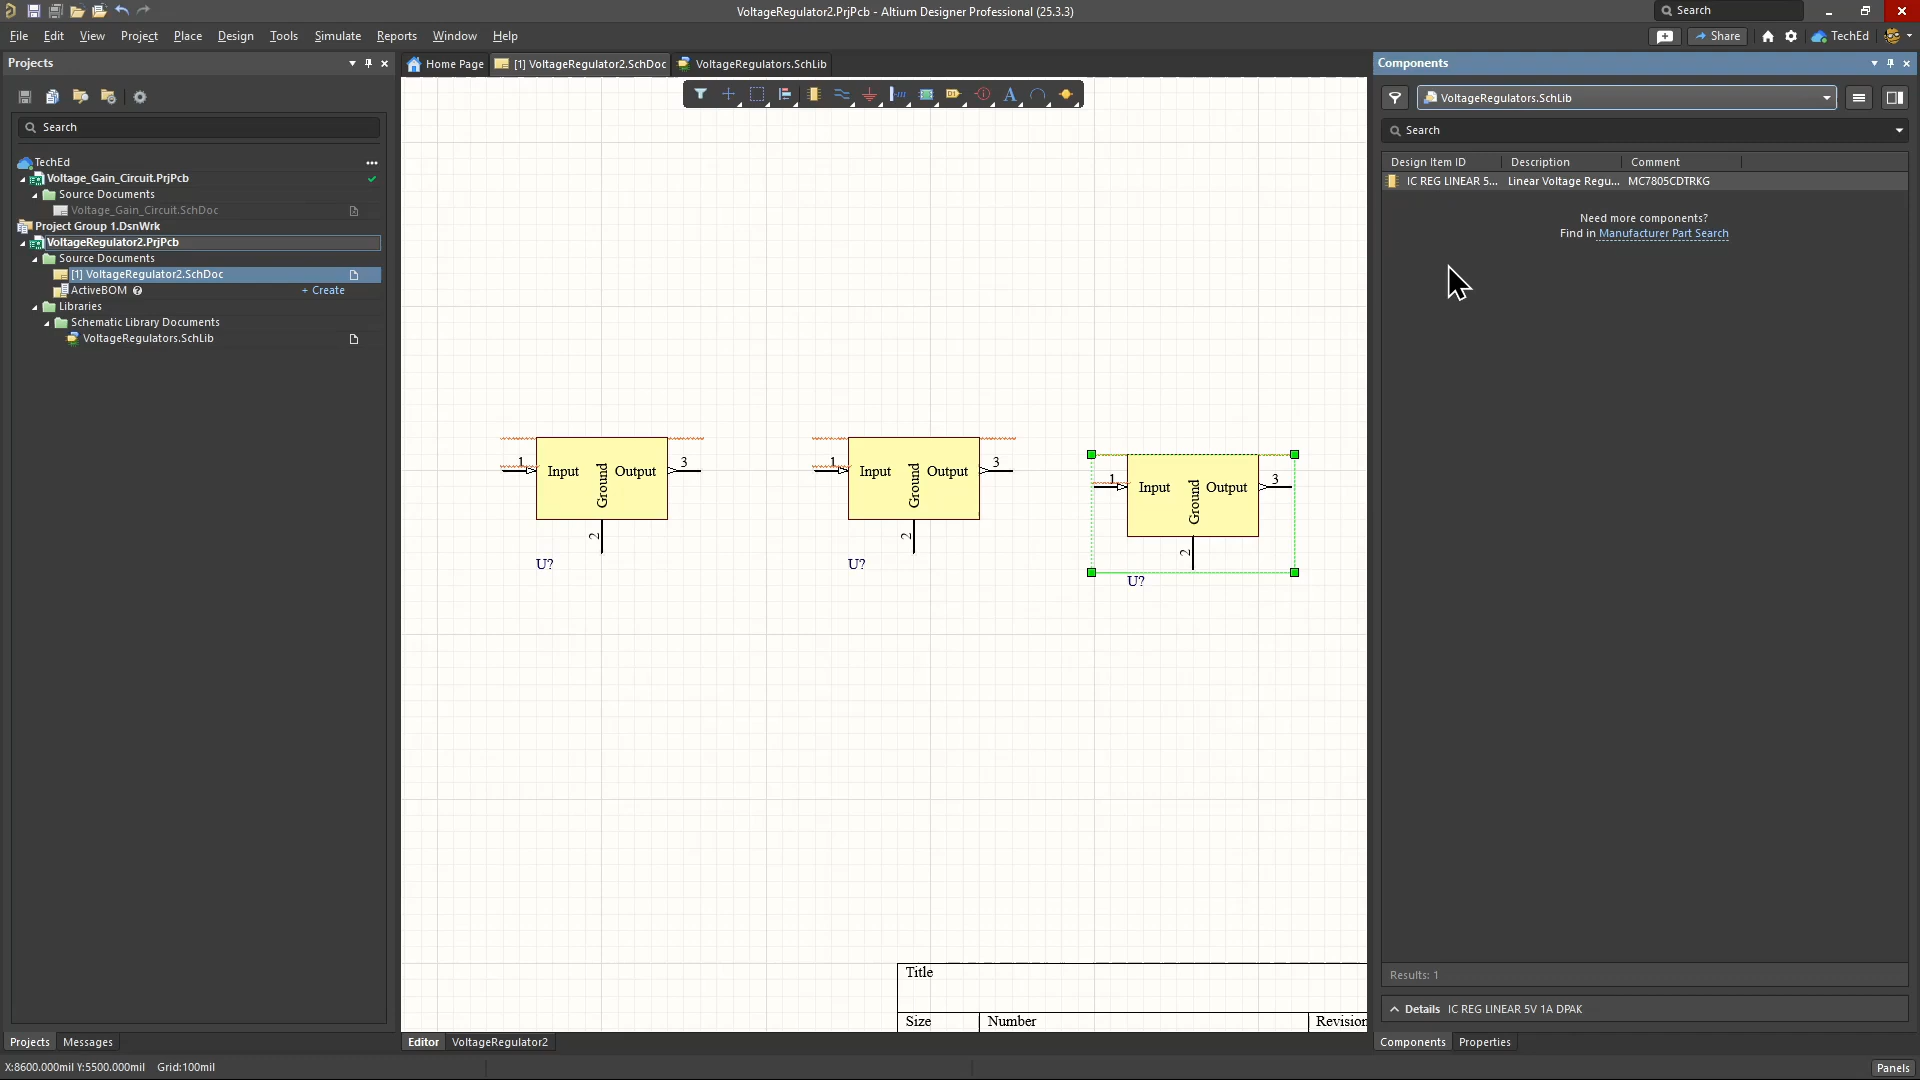 VoltageRegulator2.PrjPcb - Altium Designer Professional (25.3.3)
Search
File Edit View Project Place Design Tools Simulate Reports Window Help
Share
TechEd
Projects
Search
TechEd
Voltage_Gain_Circuit.PrjPcb
Source Documents
Voltage_Gain_Circuit.SchDoc
Project Group 1.DsnWrk
VoltageRegulator2.PrjPcb
Source Documents
[1] VoltageRegulator2.SchDoc
ActiveBOM + Create
Libraries
Schematic Library Documents
VoltageRegulators.SchLib
Projects Messages
Home Page [1] VoltageRegulator2.SchDoc VoltageRegulators.SchLib
1 Input Ground Output 3
2
U?
1 Input Ground Output 3
2
U?
1 Input Ground Output 3
2
U?
Title
Size Number Revision
Editor VoltageRegulator2
Components
VoltageRegulators.SchLib
Search
Design Item ID Description Comment
IC REG LINEAR 5... Linear Voltage Regu... MC7805CDTRKG
Need more components?
Find in Manufacturer Part Search
Results: 1
Details IC REG LINEAR 5V 1A DPAK
Components Properties
X:8600.000mil Y:5500.000mil Grid:100mil
Panels